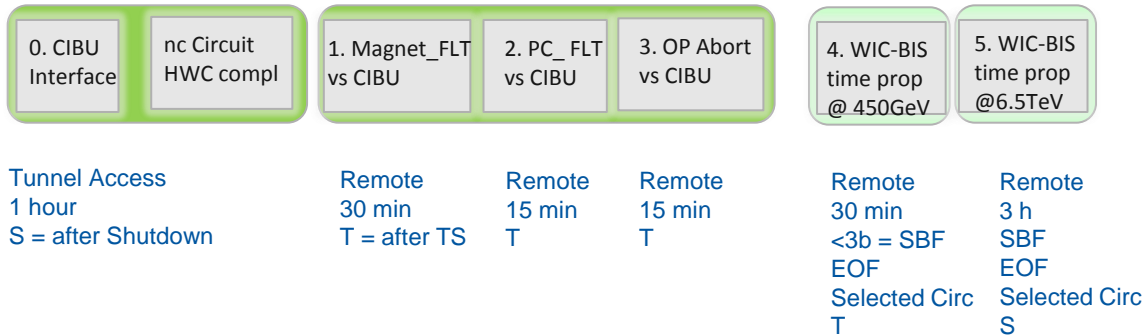 0. CIBU
Interface
nc Circuit
HWC compl
1. Magnet_FLT
vs CIBU
2. PC_ FLT
vs CIBU
3. OP Abort
vs CIBU
4. WIC-BIS
time prop
@ 450GeV
5. WIC-BIS
time prop
@6.5TeV
Tunnel Access
1 hour
S = after Shutdown
Remote
30 min
T = after TS
Remote
15 min
T
Remote
15 min
T
Remote
30 min
<3b = SBF
EOF
Selected Circ
T
Remote
3 h
SBF
EOF
Selected Circ
S